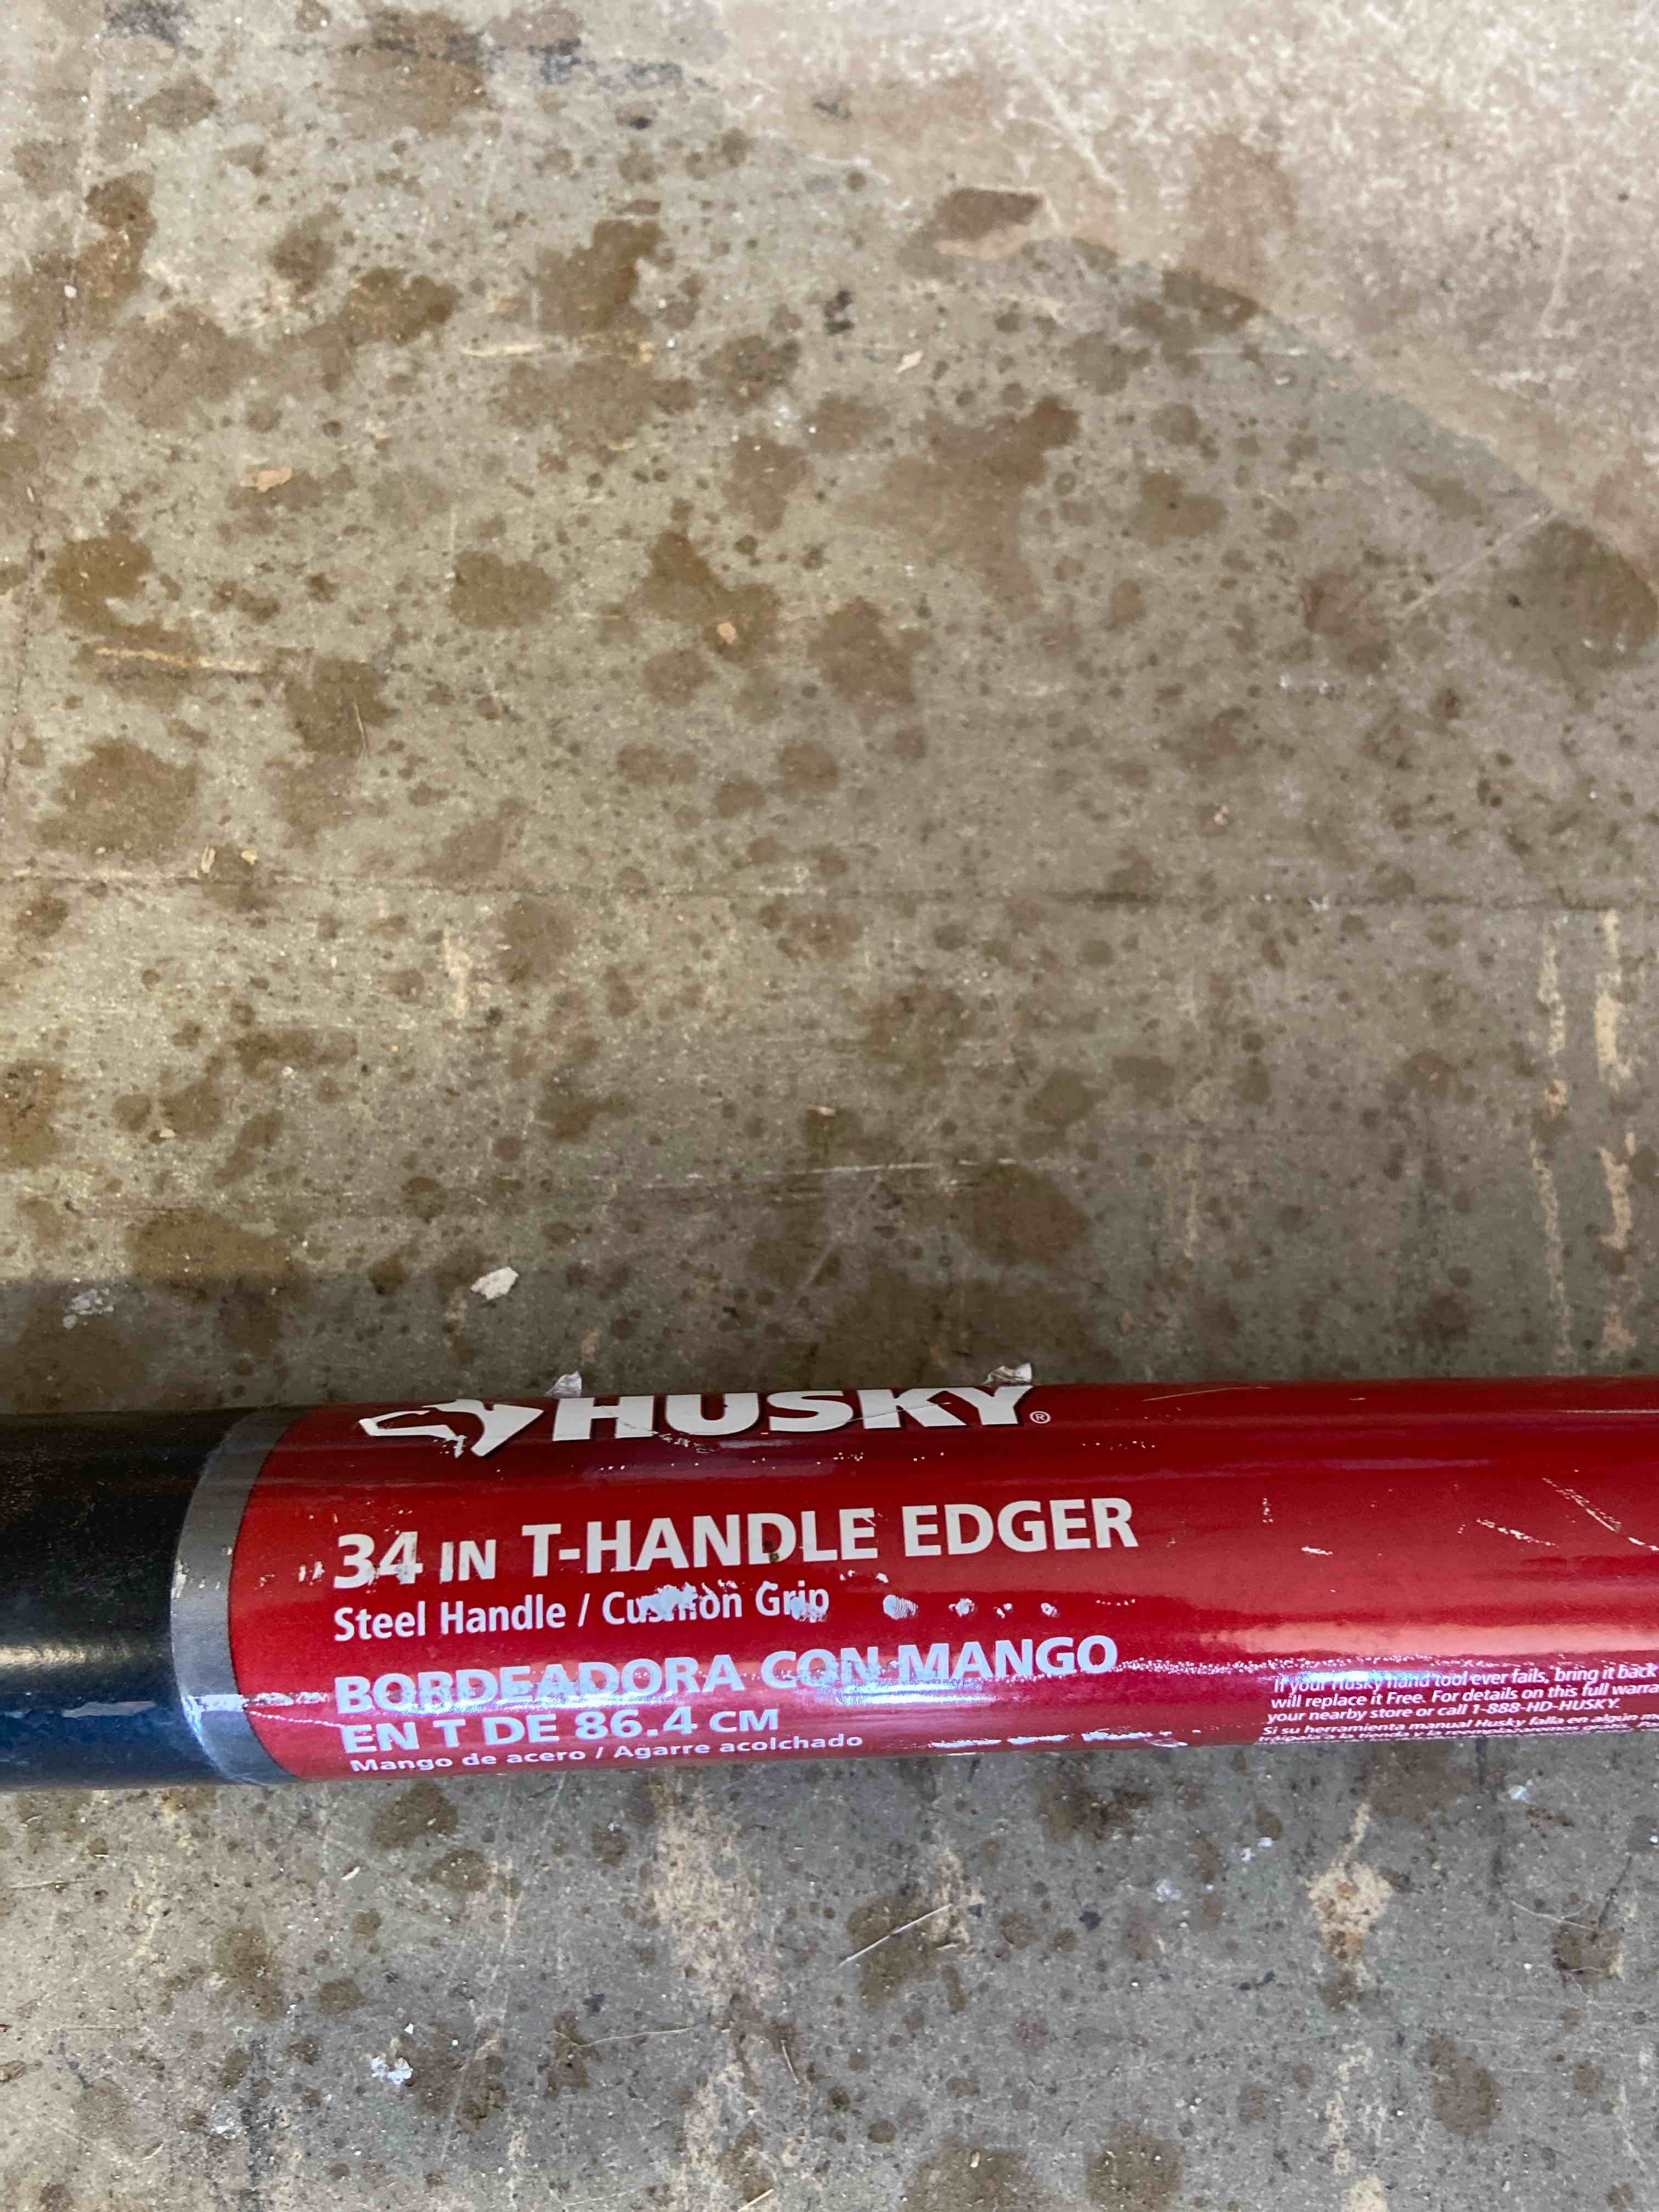 HUSKY®
34 IN T-HANDLE EDGER
Steel Handle / Cushion Grip
BORDEADORA CON MANGO
EN T DE 86.4 CM
Mango de acero / Agarre acolchado
If your Husky hand tool ever fails, bring it back
will replace it Free. For details on this full
your nearby store or call 1-888-HD-HUSKY.
Si su herramienta manual Husky falla en algún
tráigala a la tienda y